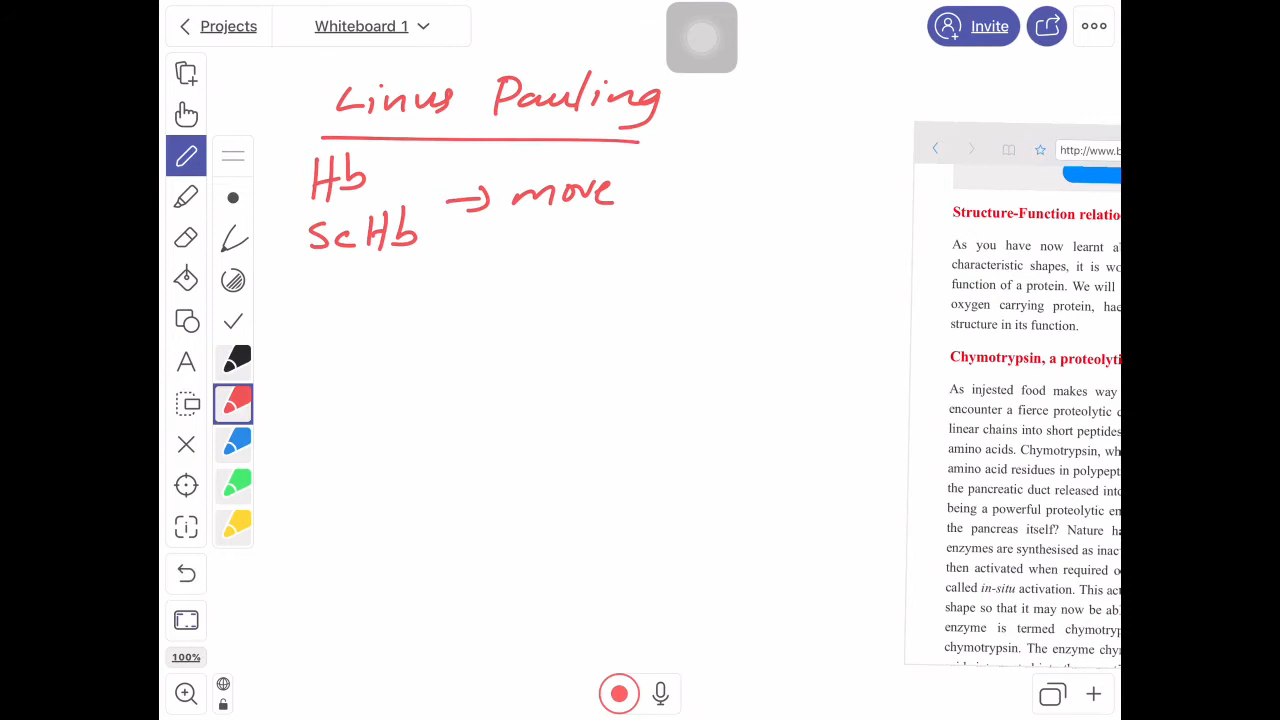 Projects
Whiteboard 1
Invite
Linus Pauling
Hb
ScHb
→ move
http://www.b
Structure-Function relatio
As you have now learnt a
characteristic shapes, it is wo
function of a protein. We will
oxygen carrying protein, hae
structure in its function.
Chymotrypsin, a proteolyti
As injested food makes way
encounter a fierce proteolytic
linear chains into short peptides
amino acids. Chymotrypsin, wh
amino acid residues in polypept
the pancreatic duct released into
being a powerful proteolytic en
the pancreas itself? Nature ha
enzymes are synthesised as inac
then activated when required o
called in-situ activation. This act
shape so that it may now be abl
enzyme is termed chymotryp
chymotrypsin. The enzyme chy
100%